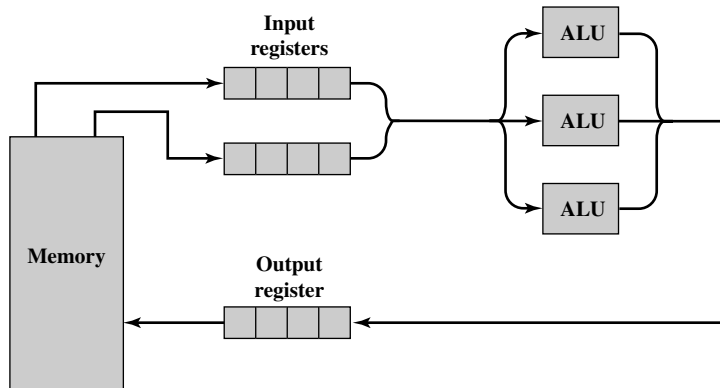 Input
registers
ALU
ALU
ALU
Memory
Output
register